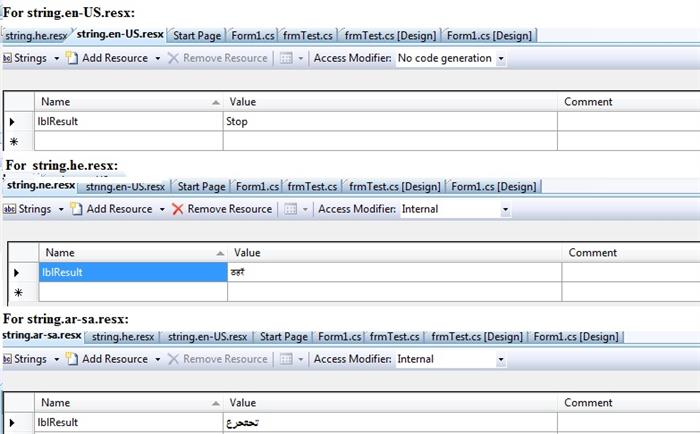 For string.en-US.resx:
string.he.resx string.en-US.resx Start Page Form1.cs frmTest.cs frmTest.cs [Design] Form1.cs [Design]
Strings Add Resource Remove Resource Access Modifier: No code generation
Name Value Comment
lblResult Stop
For string.he.resx:
string.he.resx string.en-US.resx Start Page Form1.cs frmTest.cs frmTest.cs [Design] Form1.cs [Design]
abc Strings Add Resource Remove Resource Access Modifier: Internal
Name Value Comment
lblResult ठहरें
For string.ar-sa.resx:
string.ar-sa.resx string.he.resx string.en-US.resx Start Page Form1.cs frmTest.cs frmTest.cs [Design] Form1.cs [Design]
Strings Add Resource Remove Resource Access Modifier: Internal
Name Value Comment
lblResult